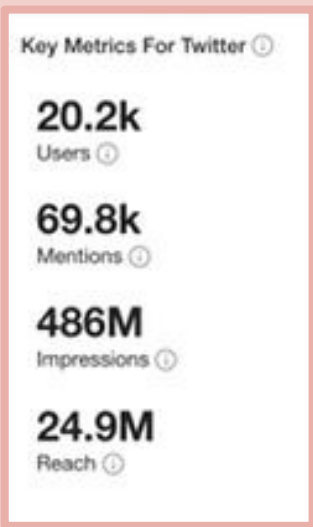 Key Metrics For Twitter
20.2k
Users
69.8k
Mentions
486M
Impressions
24.9M
Reach